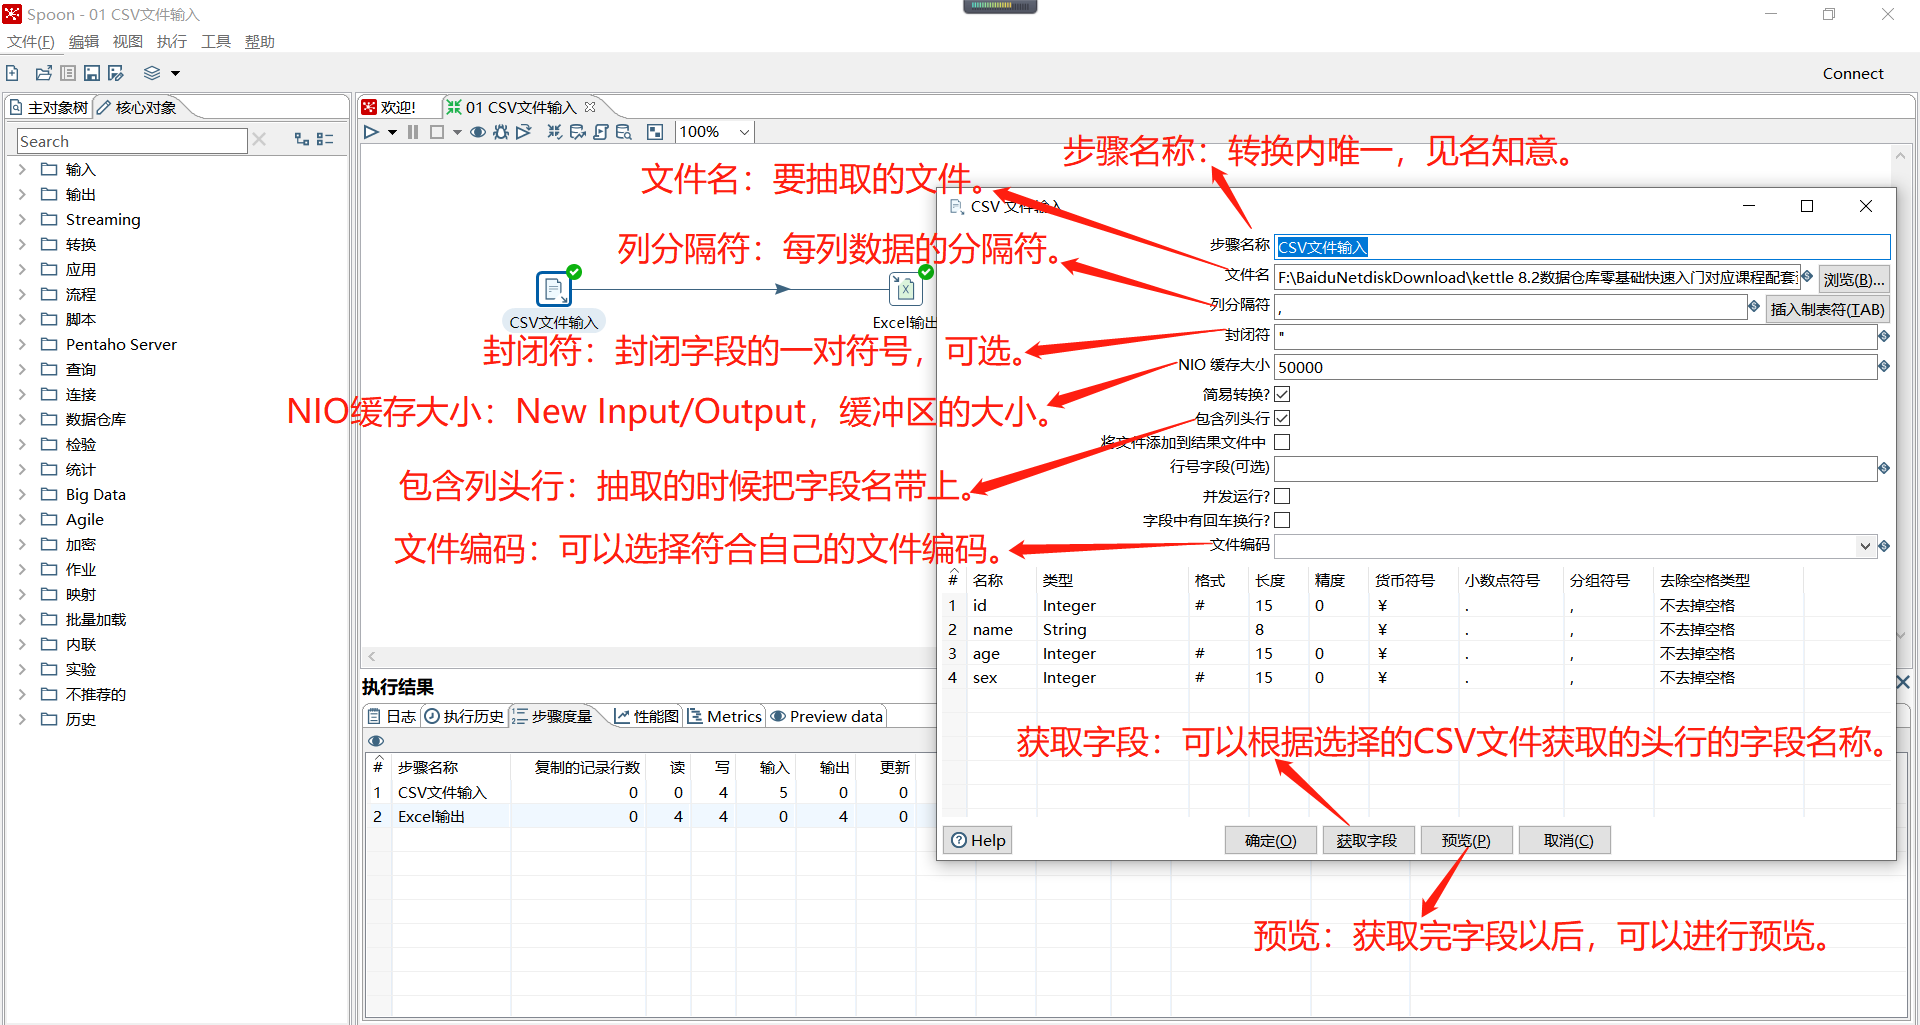 Spoon - 01 CSV文件输入
文件(F) 编辑 视图 执行 工具 帮助
Connect
主对象树 核心对象
欢迎! 01 CSV文件输入
Search
100%
输入
输出
Streaming
转换
应用
流程
脚本
Pentaho Server
查询
连接
数据仓库
检验
统计
Big Data
Agile
加密
作业
映射
批量加载
内联
实验
不推荐的
历史
步骤名称：转换内唯一，见名知意。
文件名：要抽取的文件。
列分隔符：每列数据的分隔符。
CSV文件输入
Excel输出
封闭符：封闭字段的一对符号，可选。
NIO缓存大小：New Input/Output，缓冲区的大小。
包含列头行：抽取的时候把字段名带上。
文件编码：可以选择符合自己的文件编码。
CSV 文件输入
步骤名称 CSV文件输入
文件名 F:\BaiduNetdiskDownload\kettle 8.2数据仓库零基础快速入门对应课程配套 浏览(B)...
列分隔符 , 插入制表符(TAB)
封闭符 "
NIO 缓存大小 50000
简易转换?
包含列头行
将文件添加到结果文件中
行号字段(可选)
并发运行?
字段中有回车换行?
文件编码
# 名称 类型 格式 长度 精度 货币符号 小数点符号 分组符号 去除空格类型
1 id Integer # 15 0 ¥ . , 不去掉空格
2 name String 8 ¥ . , 不去掉空格
3 age Integer # 15 0 ¥ . , 不去掉空格
4 sex Integer # 15 0 ¥ . , 不去掉空格
获取字段：可以根据选择的CSV文件获取的头行的字段名称。
Help 确定(O) 获取字段 预览(P) 取消(C)
预览：获取完字段以后，可以进行预览。
执行结果
日志 执行历史 步骤度量 性能图 Metrics Preview data
# 步骤名称 复制的记录行数 读 写 输入 输出 更新
1 CSV文件输入 0 0 4 5 0 0
2 Excel输出 0 4 4 0 4 0